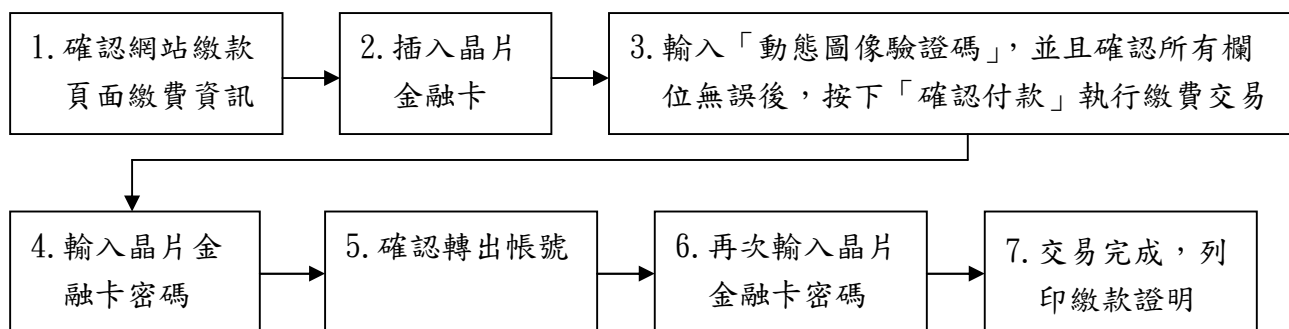 1.確認網站繳款
頁面繳費資訊
2.插入晶片
金融卡
3.輸入「動態圖像驗證碼」，並且確認所有欄
位無誤後，按下「確認付款」執行繳費交易
4.輸入晶片金
融卡密碼
5.確認轉出帳號
6.再次輸入晶片
金融卡密碼
7.交易完成，列
印繳款證明